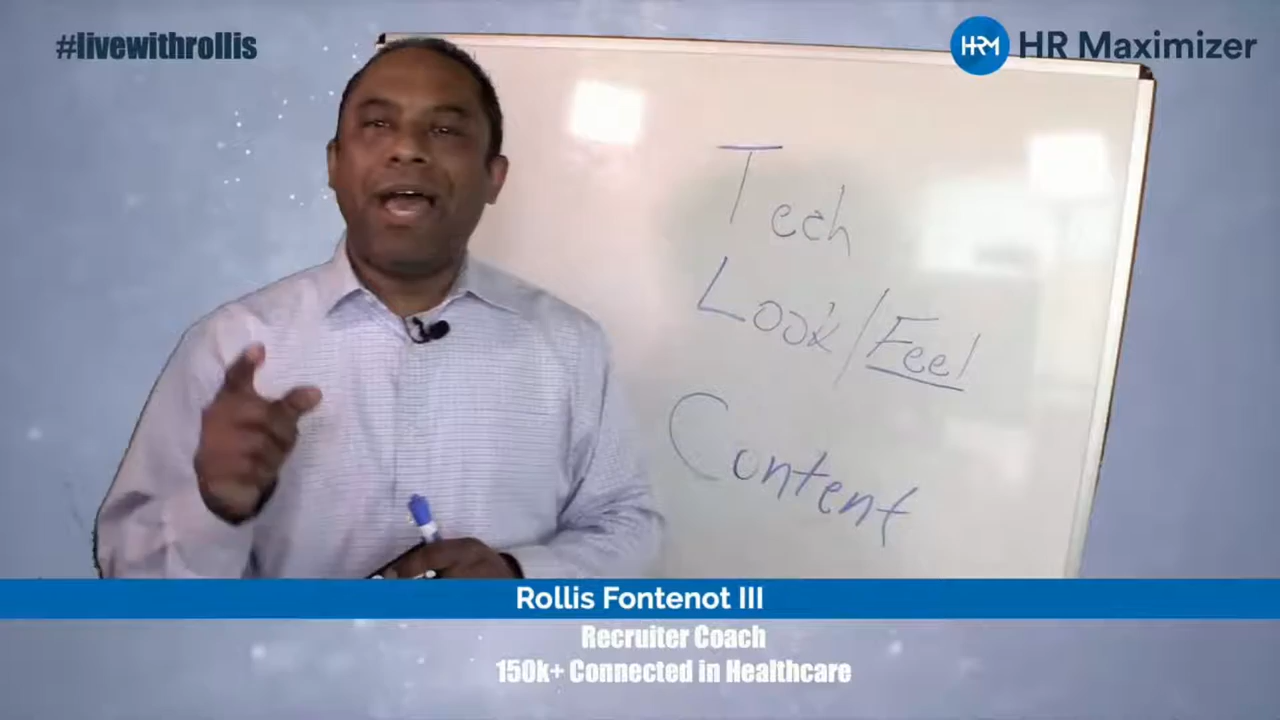 #livewithrollis
HRM HR Maximizer
Tech
Look/Feel
Content
Rollis Fontenot III
Recruiter Coach
150k+ Connected in Healthcare